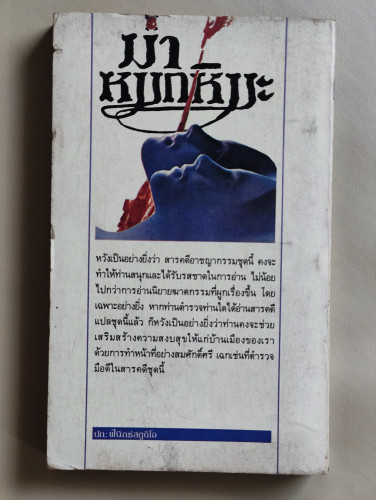 ฆ่า
หมกหิมะ
หวังเป็นอย่างยิ่งว่า สารคดีอาชญากรรมชุดนี้ คงจะ
ทำให้ท่านสนุกและได้รับรสชาดในการอ่าน ไม่น้อย
ไปกว่าการอ่านนิยายฆาตกรรมที่ผูกเรื่องขึ้น โดย
เฉพาะอย่างยิ่ง หากท่านตำรวจท่านใดได้อ่านสารคดี
แปลชุดนี้แล้ว ก็หวังเป็นอย่างยิ่งว่าท่านคงจะช่วย
เสริมสร้างความสงบสุขให้แก่บ้านเมืองของเรา
ด้วยการทำหน้าที่อย่างสมศักดิ์ศรี เฉกเช่นที่ตำรวจ
มือดีในสารคดีชุดนี้
ปก: ฟีนิกซ์สตูดิโอ